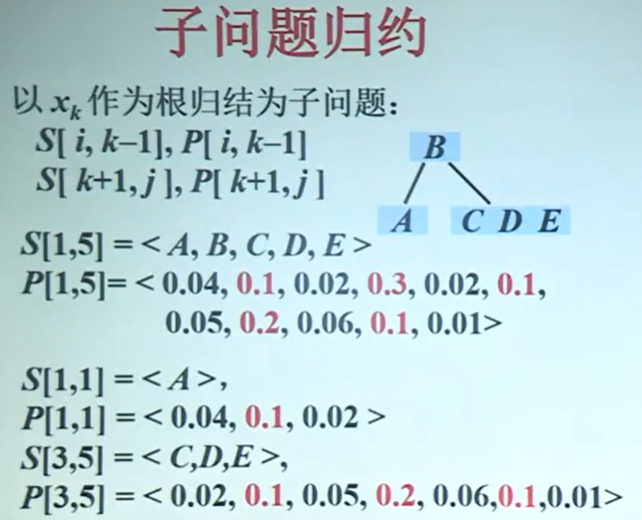 子问题归约
以 xₖ 作为根归结为子问题：
S[ i, k–1], P[ i, k–1]
S[ k+1, j ], P[ k+1, j ]
B
A C D E
S[1,5] = < A, B, C, D, E >
P[1,5]= < 0.04, 0.1, 0.02, 0.3, 0.02, 0.1,
0.05, 0.2, 0.06, 0.1, 0.01>
S[1,1] = < A >,
P[1,1] = < 0.04, 0.1, 0.02 >
S[3,5] = < C,D,E >,
P[3,5] = < 0.02, 0.1, 0.05, 0.2, 0.06,0.1,0.01>